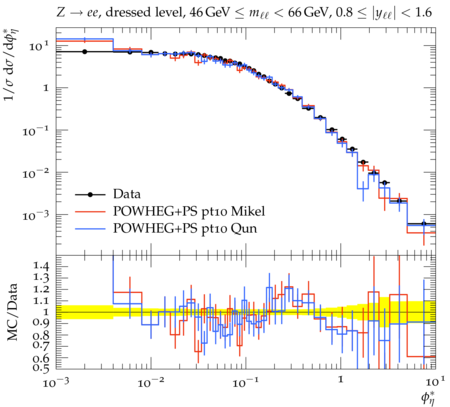 Z → ee, dressed level, 46 GeV ≤ m_ℓℓ < 66 GeV, 0.8 ≤ |y_ℓℓ| < 1.6
1/σ dσ/dφ*_η
10^1
1
10^−1
10^−2
10^−3
Data
POWHEG+PS pt10 Mikel
POWHEG+PS pt10 Qun
MC/Data
1.4
1.3
1.2
1.1
1
0.9
0.8
0.7
0.6
0.5
10^−3 10^−2 10^−1 1 10^1
φ*_η